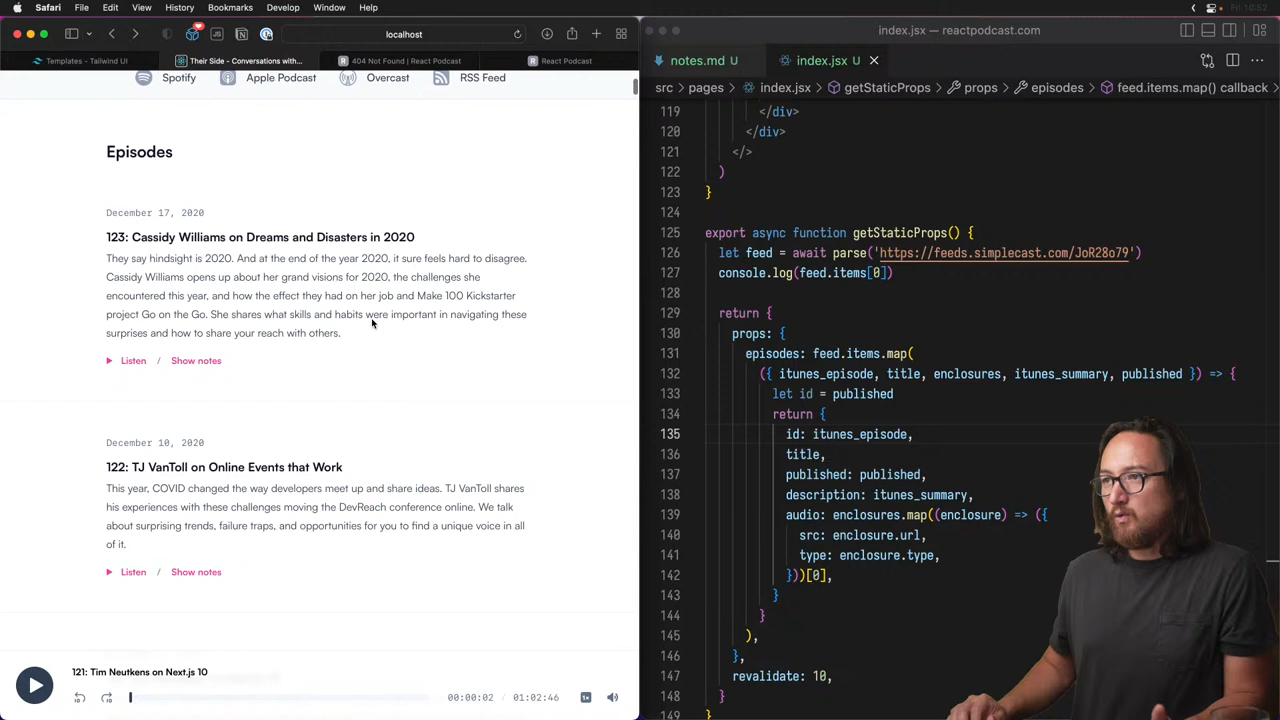 Safari File Edit View History Bookmarks Develop Window Help
Fri 10:52
localhost
Templates - Tailwind UI
Their Side - Conversations with...
404 Not Found | React Podcast
React Podcast
Spotify Apple Podcast Overcast RSS Feed
Episodes
December 17, 2020
123: Cassidy Williams on Dreams and Disasters in 2020
They say hindsight is 2020. And at the end of the year 2020, it sure feels hard to disagree.
Cassidy Williams opens up about her grand visions for 2020, the challenges she
encountered this year, and how the effect they had on her job and Make 100 Kickstarter
project Go on the Go. She shares what skills and habits were important in navigating these
surprises and how to share your reach with others.
Listen / Show notes
December 10, 2020
122: TJ VanToll on Online Events that Work
This year, COVID changed the way developers meet up and share ideas. TJ VanToll shares
his experiences with these challenges moving the DevReach conference online. We talk
about surprising trends, failure traps, and opportunities for you to find a unique voice in all
of it.
Listen / Show notes
121: Tim Neutkens on Next.js 10
00:00:02 / 01:02:46 1x
index.jsx — reactpodcast.com
notes.md U index.jsx U
src > pages > index.jsx > getStaticProps > props > episodes > feed.items.map() callback
119 </div>
120 </div>
121 </>
122 )
123 }
124
125 export async function getStaticProps() {
126 let feed = await parse('https://feeds.simplecast.com/JoR28o79')
127 console.log(feed.items[0])
128
129 return {
130 props: {
131 episodes: feed.items.map(
132 ({ itunes_episode, title, enclosures, itunes_summary, published }) => {
133 let id = published
134 return {
135 id: itunes_episode,
136 title,
137 published: published,
138 description: itunes_summary,
139 audio: enclosures.map((enclosure) => ({
140 src: enclosure.url,
141 type: enclosure.type,
142 }))[0],
143 }
144 }
145 ),
146 },
147 revalidate: 10,
148 }
149 }